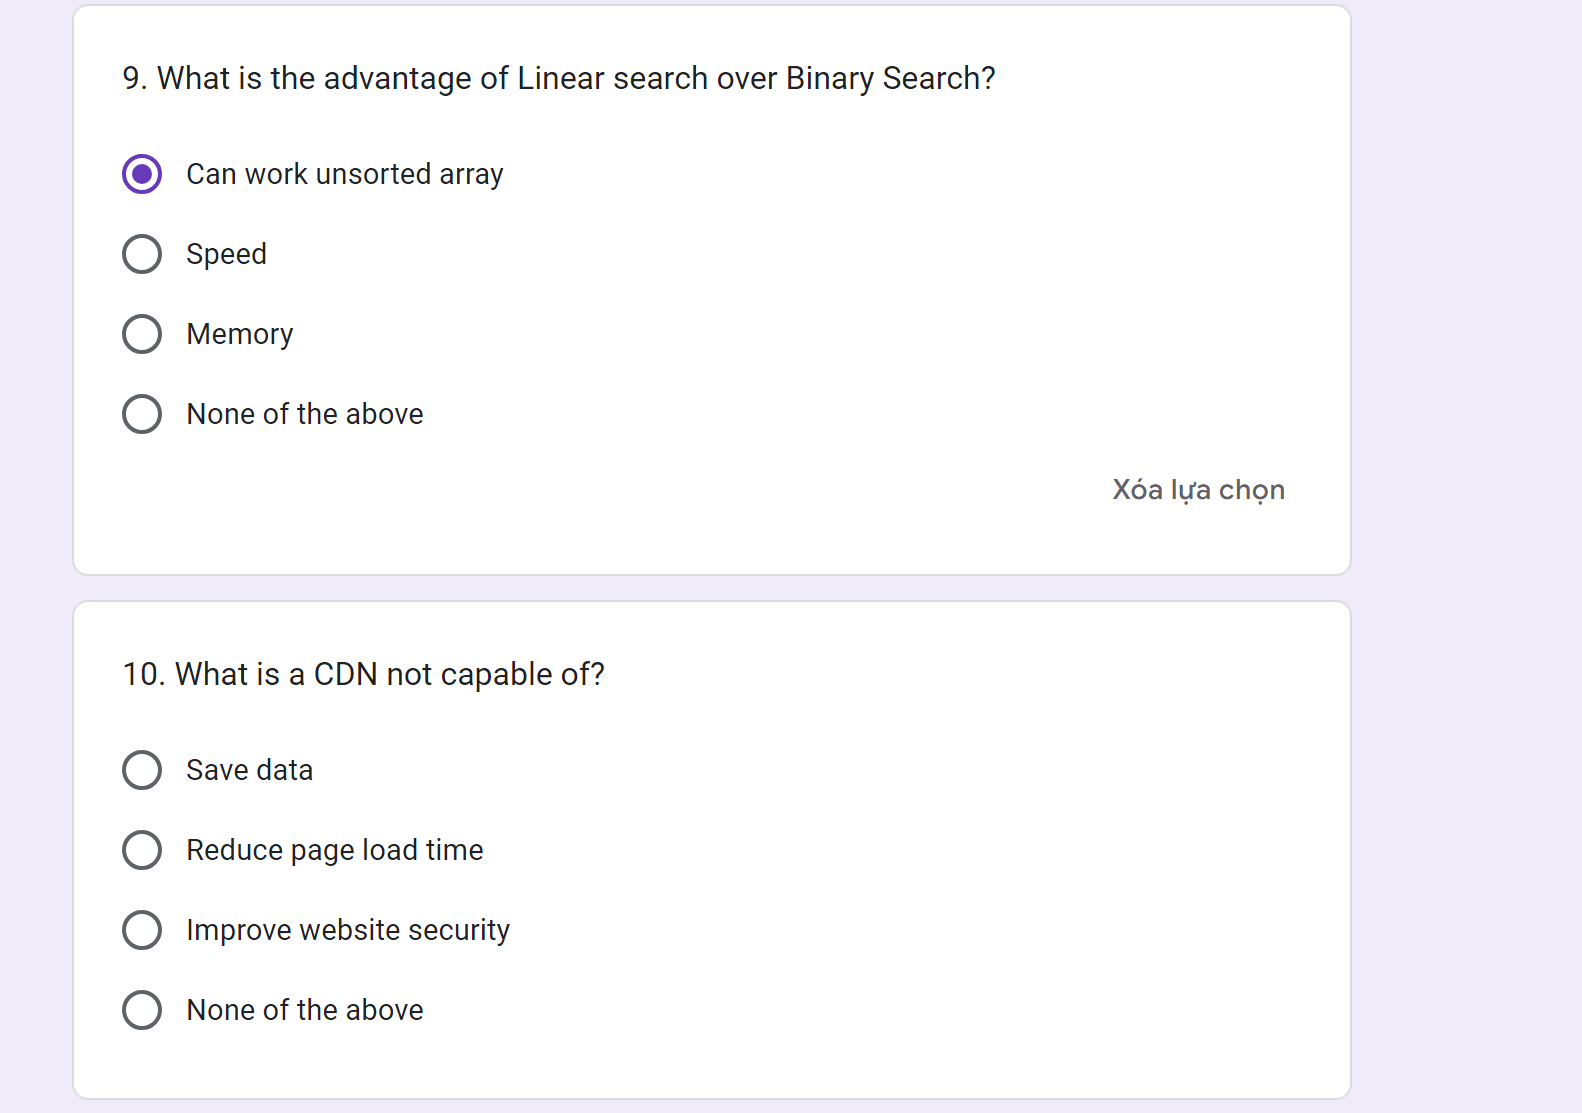 9. What is the advantage of Linear search over Binary Search?
Can work unsorted array
Speed
Memory
None of the above
Xóa lựa chọn
10. What is a CDN not capable of?
Save data
Reduce page load time
Improve website security
None of the above